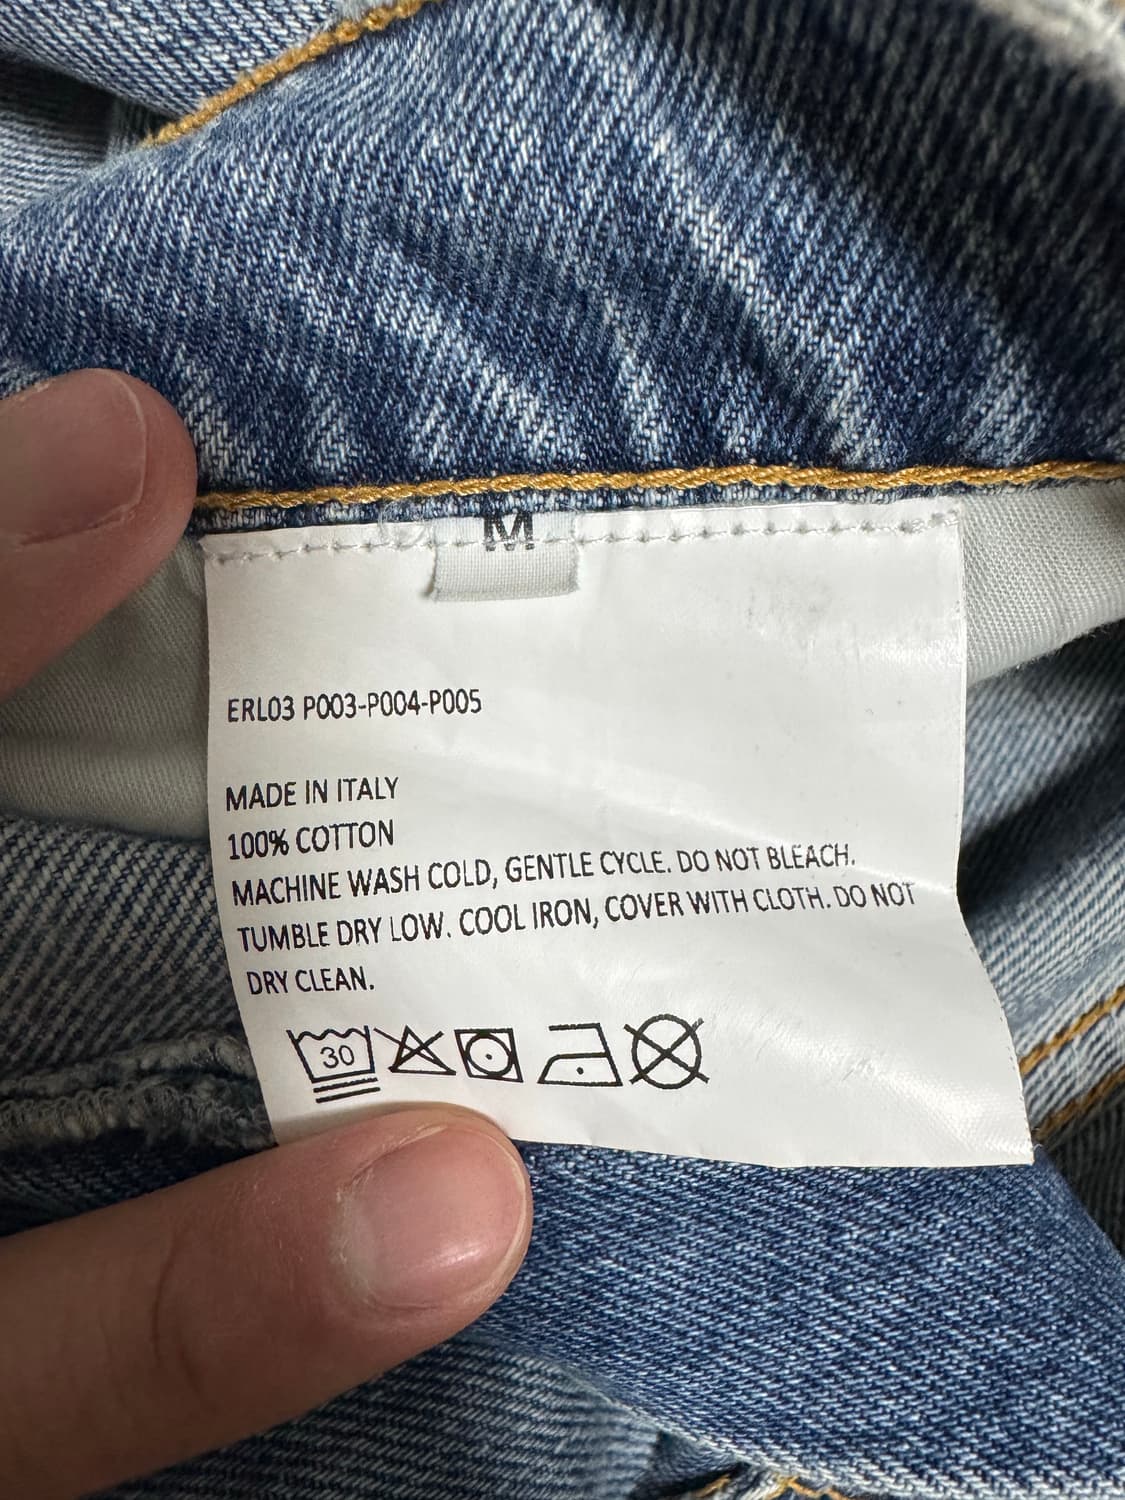 M
ERL03 P003-P004-P005
MADE IN ITALY
100% COTTON
MACHINE WASH COLD, GENTLE CYCLE. DO NOT BLEACH.
TUMBLE DRY LOW. COOL IRON, COVER WITH CLOTH. DO NOT
DRY CLEAN.
30